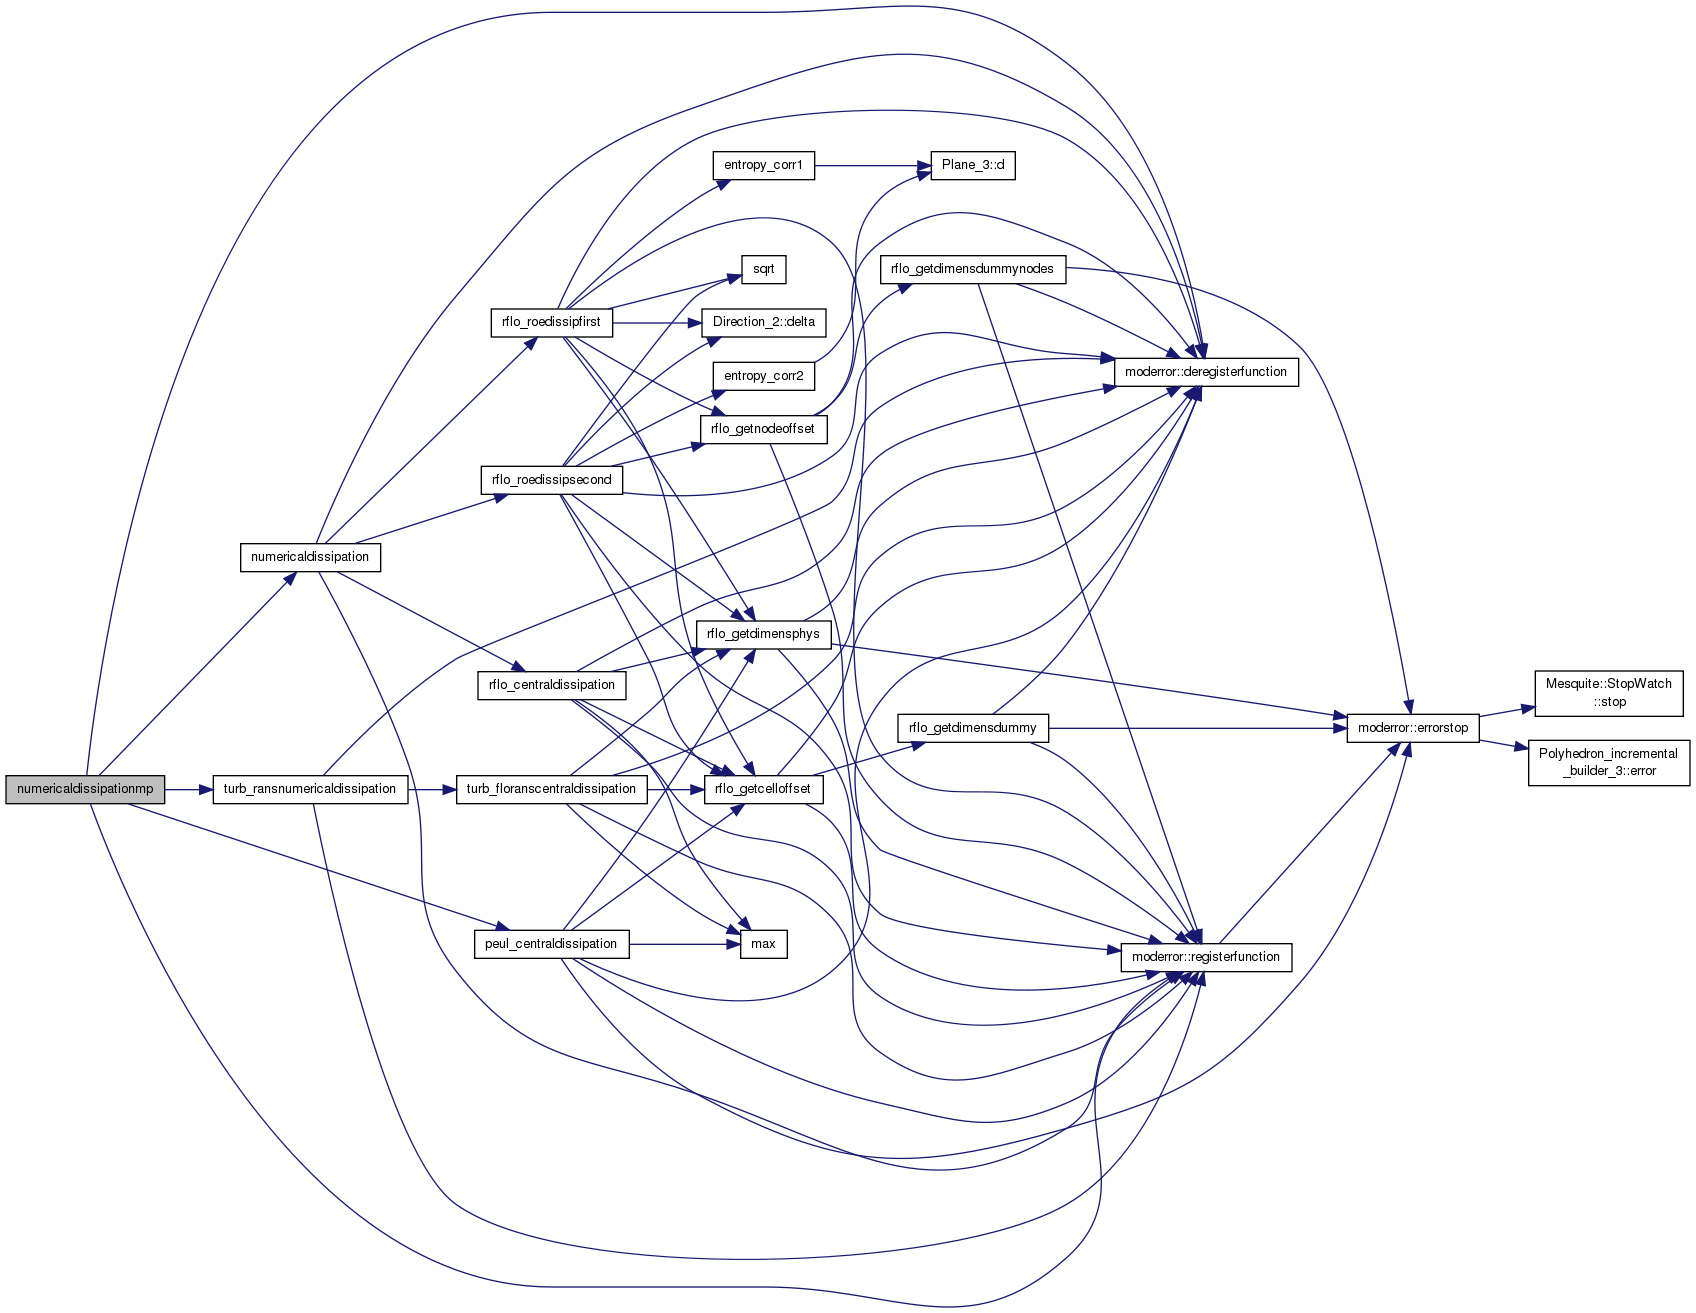 entropy_corr1
Plane_3::d
sqrt
rflo_getdimensdummynodes
rflo_roedissipfirst
Direction_2::delta
entropy_corr2
moderror::deregisterfunction
rflo_getnodeoffset
rflo_roedissipsecond
numericaldissipation
rflo_getdimensphys
rflo_centraldissipation
Mesquite::StopWatch
::stop
rflo_getdimensdummy
moderror::errorstop
Polyhedron_incremental
_builder_3::error
numericaldissipationmp
turb_ransnumericaldissipation
turb_floranscentraldissipation
rflo_getcelloffset
peul_centraldissipation
max
moderror::registerfunction